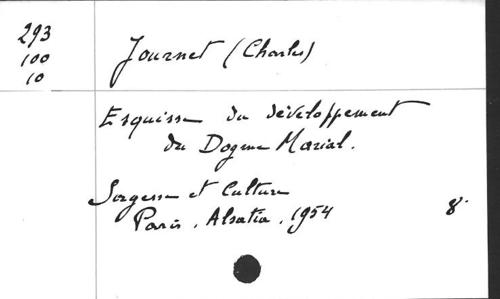 293
100
10
Journet (Charles)
Esquisse du développement
du Dogme Marial.
Sagesse et Culture
Paris. Alsatia. 1954
8°